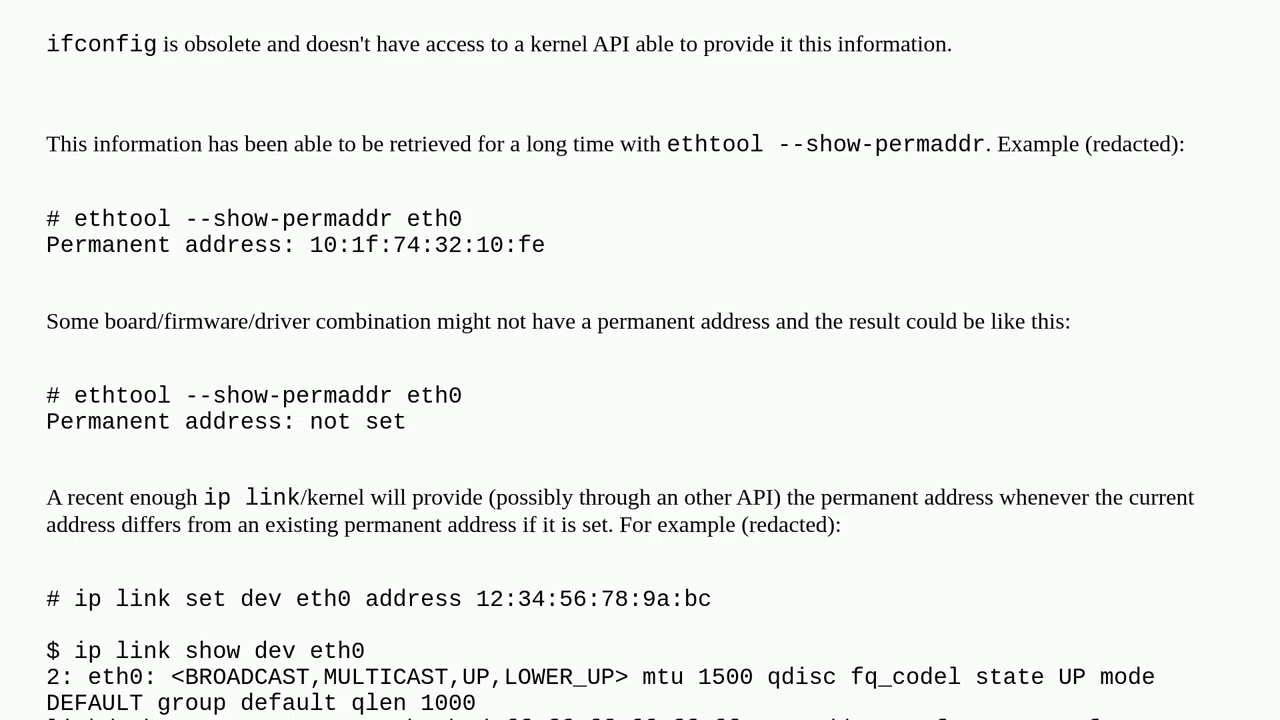 ifconfig is obsolete and doesn't have access to a kernel API able to provide it this information.
This information has been able to be retrieved for a long time with ethtool --show-permaddr. Example (redacted):
# ethtool --show-permaddr eth0
Permanent address: 10:1f:74:32:10:fe
Some board/firmware/driver combination might not have a permanent address and the result could be like this:
# ethtool --show-permaddr eth0
Permanent address: not set
A recent enough ip link/kernel will provide (possibly through an other API) the permanent address whenever the current
address differs from an existing permanent address if it is set. For example (redacted):
# ip link set dev eth0 address 12:34:56:78:9a:bc
$ ip link show dev eth0
2: eth0: <BROADCAST,MULTICAST,UP,LOWER_UP> mtu 1500 qdisc fq_codel state UP mode
DEFAULT group default qlen 1000